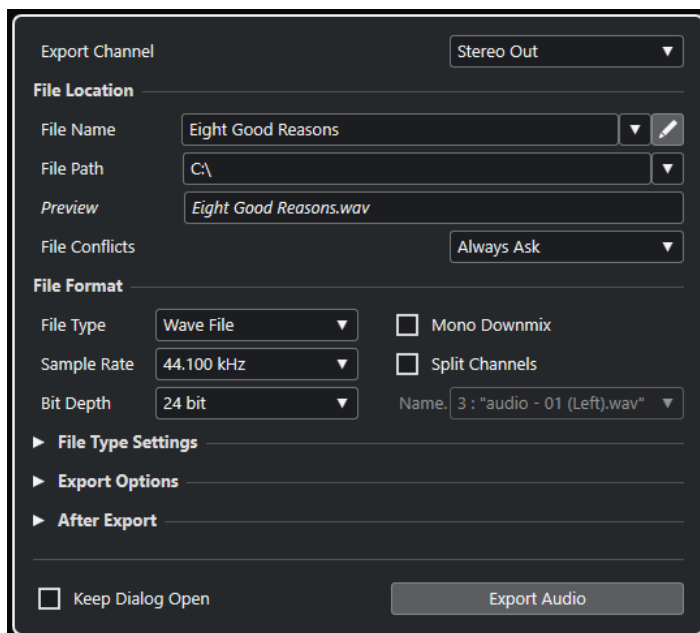 Export Channel Stereo Out
File Location
File Name Eight Good Reasons
File Path C:\
Preview Eight Good Reasons.wav
File Conflicts Always Ask
File Format
File Type Wave File Mono Downmix
Sample Rate 44.100 kHz Split Channels
Bit Depth 24 bit Name. 3 : "audio - 01 (Left).wav"
File Type Settings
Export Options
After Export
Keep Dialog Open Export Audio